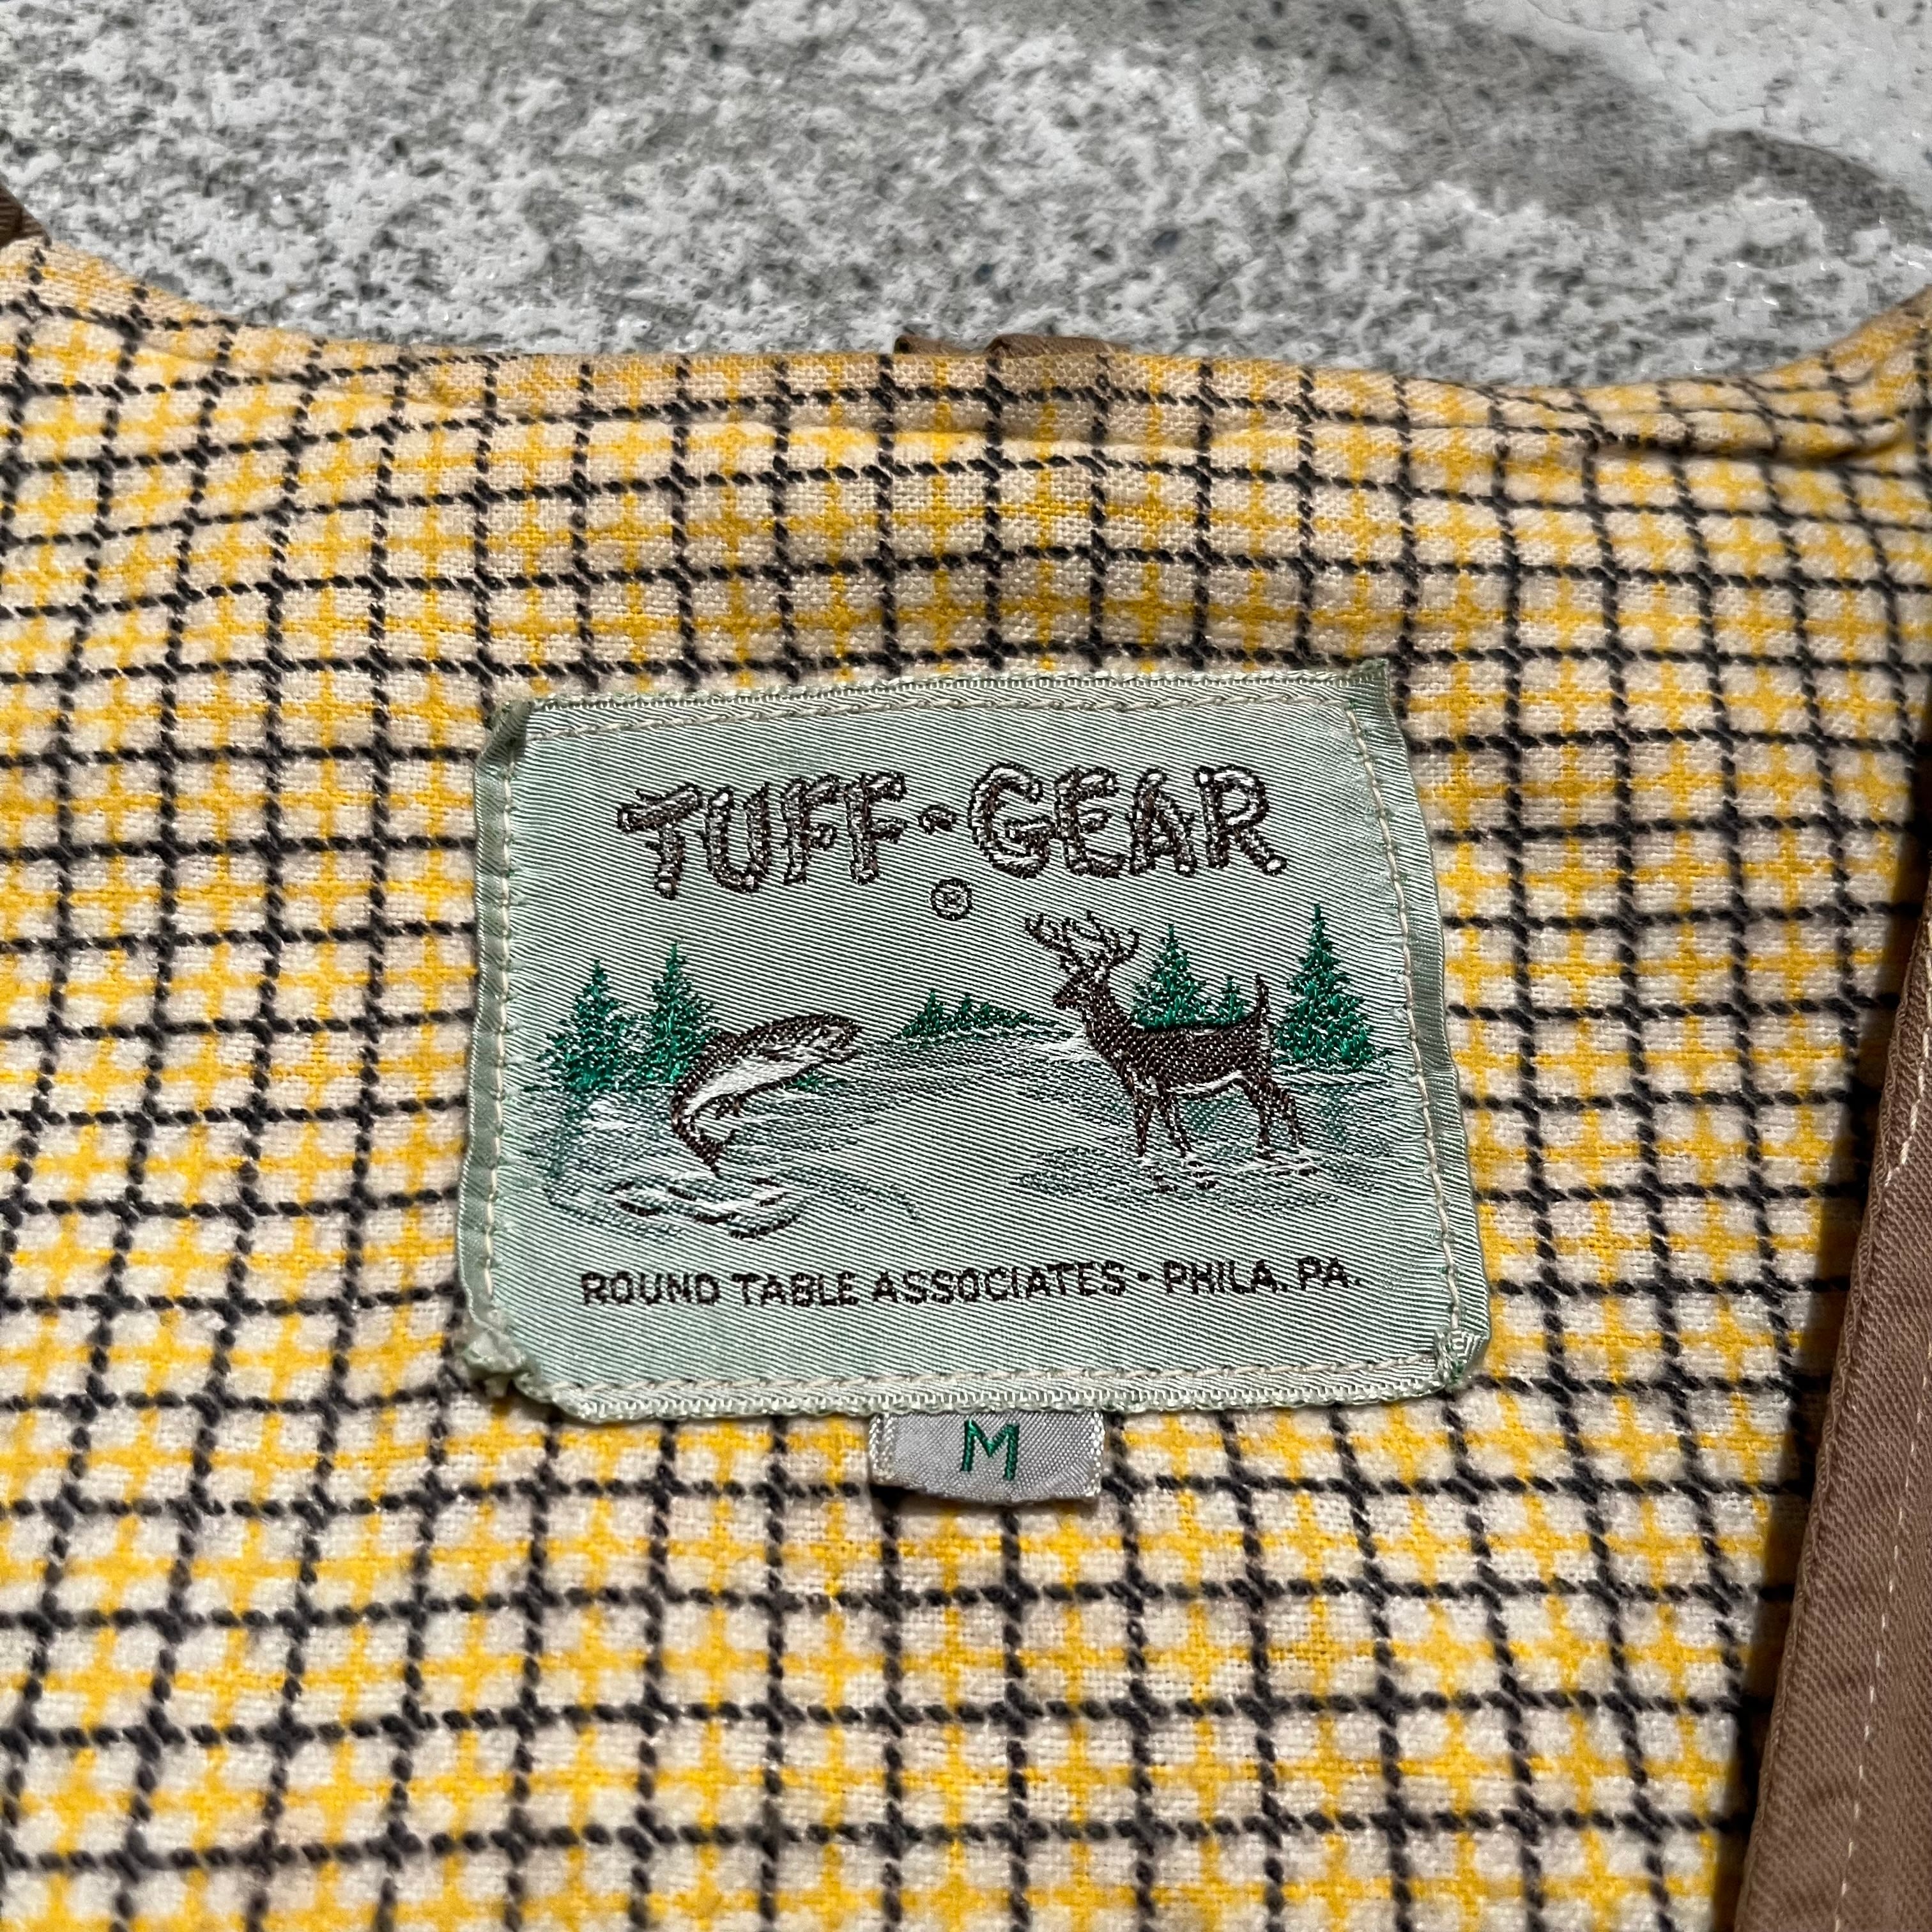 TUFF-GEAR
®
ROUND TABLE ASSOCIATES • PHILA. PA.
M